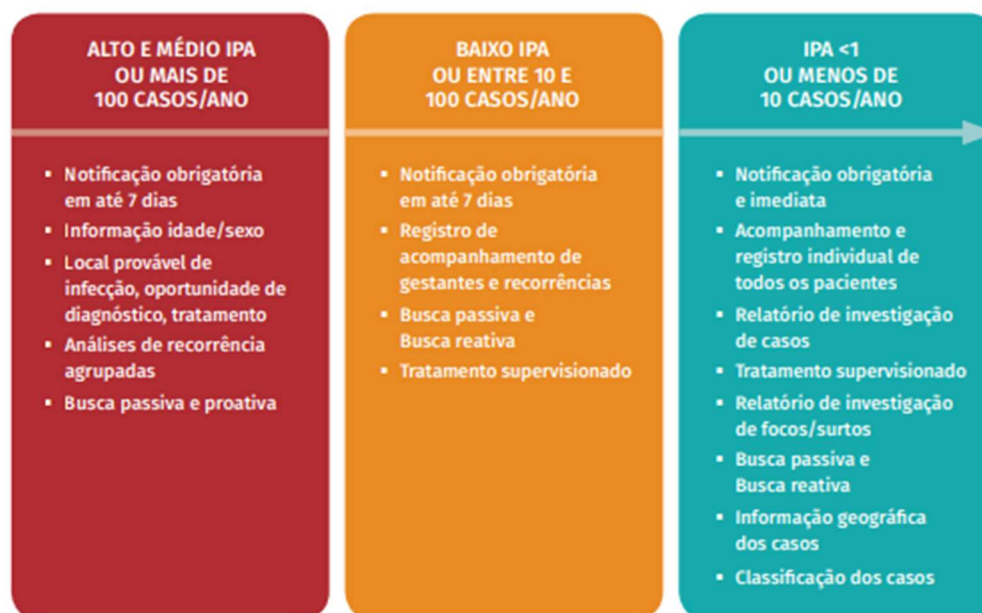 ALTO E MÉDIO IPA
OU MAIS DE
100 CASOS/ANO
▪ Notificação obrigatória
em até 7 dias
▪ Informação idade/sexo
▪ Local provável de
infecção, oportunidade de
diagnóstico, tratamento
▪ Análises de recorrência
agrupadas
▪ Busca passiva e proativa
BAIXO IPA
OU ENTRE 10 E
100 CASOS/ANO
▪ Notificação obrigatória
em até 7 dias
▪ Registro de
acompanhamento de
gestantes e recorrências
▪ Busca passiva e
Busca reativa
▪ Tratamento supervisionado
IPA <1
OU MENOS DE
10 CASOS/ANO
▪ Notificação obrigatória
e imediata
▪ Acompanhamento e
registro individual de
todos os pacientes
▪ Relatório de investigação
de casos
▪ Tratamento supervisionado
▪ Relatório de investigação
de focos/surtos
▪ Busca passiva e
Busca reativa
▪ Informação geográfica
dos casos
▪ Classificação dos casos